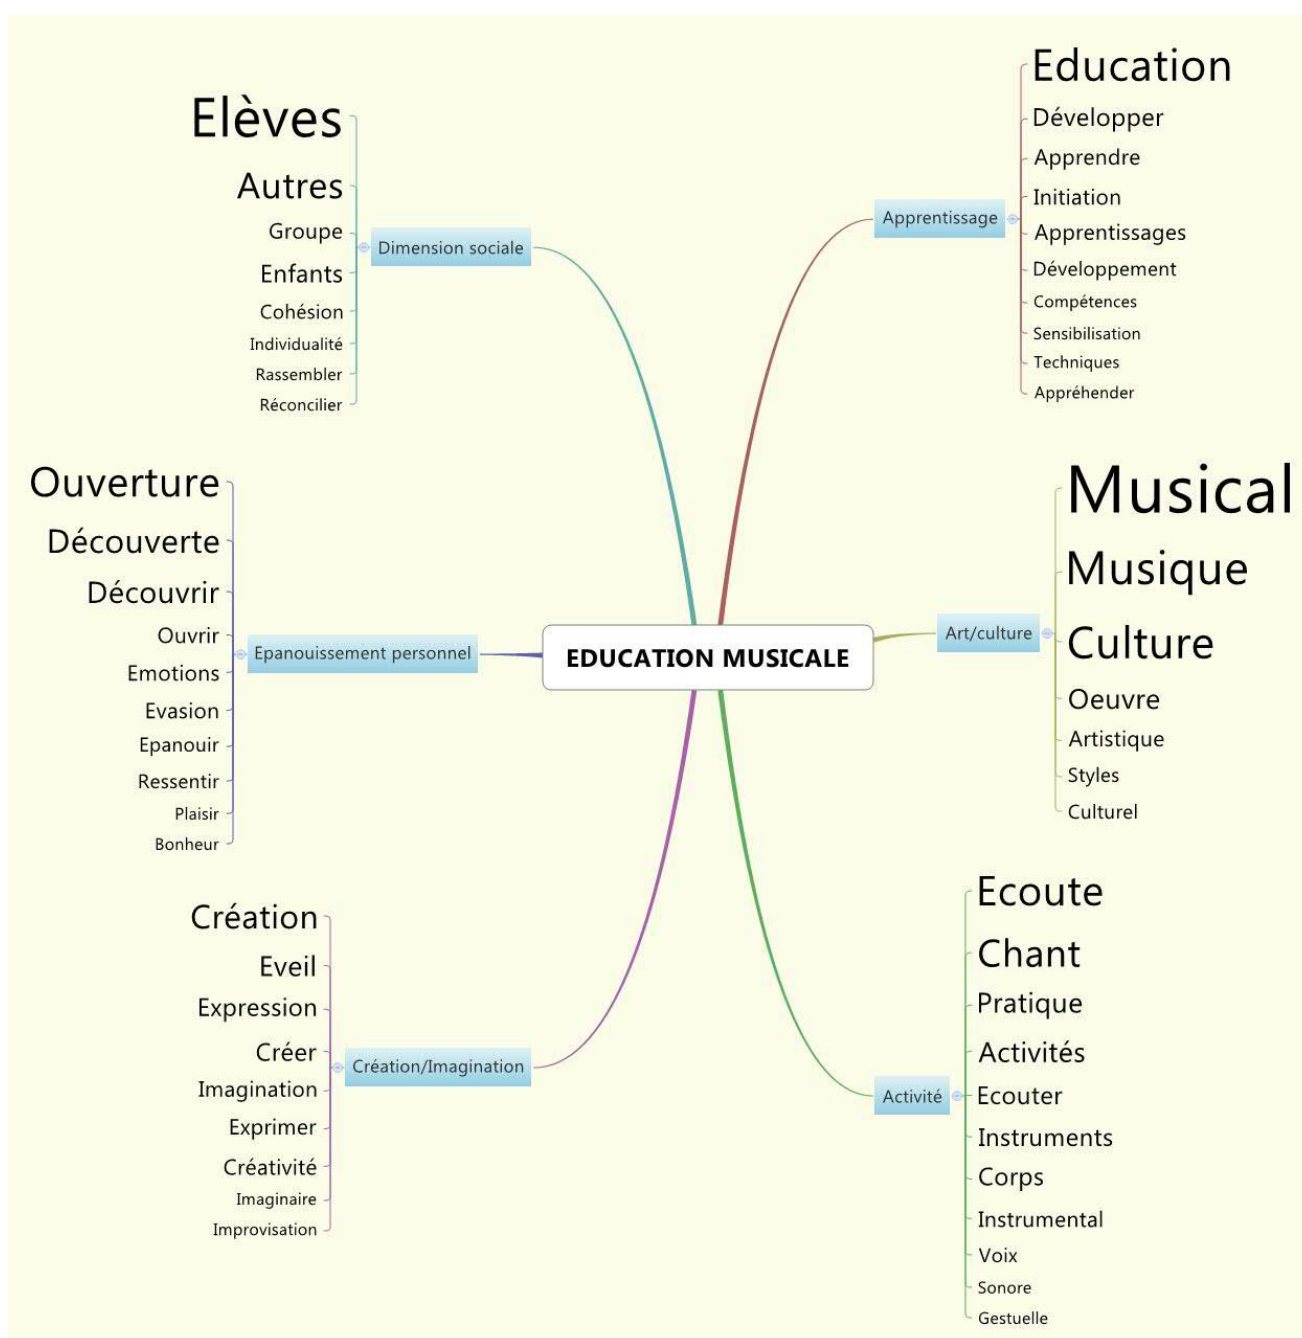 Elèves
Autres
Groupe
Enfants
Cohésion
Individualité
Rassembler
Réconcilier
Dimension sociale
Ouverture
Découverte
Découvrir
Ouvrir
Emotions
Evasion
Epanouir
Ressentir
Plaisir
Bonheur
Epanouissement personnel
Création
Eveil
Expression
Créer
Imagination
Exprimer
Créativité
Imaginaire
Improvisation
Création/Imagination
EDUCATION MUSICALE
Apprentissage
Education
Développer
Apprendre
Initiation
Apprentissages
Développement
Compétences
Sensibilisation
Techniques
Appréhender
Art/culture
Musical
Musique
Culture
Oeuvre
Artistique
Styles
Culturel
Activité
Ecoute
Chant
Pratique
Activités
Ecouter
Instruments
Corps
Instrumental
Voix
Sonore
Gestuelle